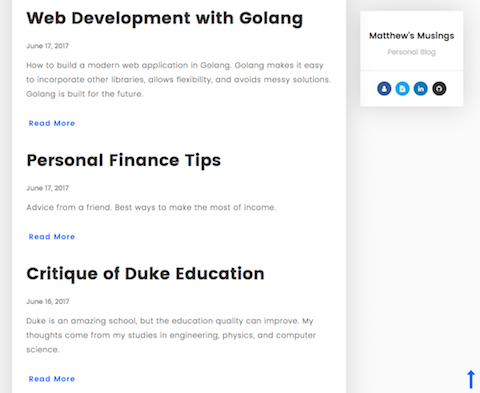 Web Development with Golang
June 17, 2017
How to build a modern web application in Golang. Golang makes it easy
to incorporate other libraries, allows flexibility, and avoids messy solutions.
Golang is built for the future.
Read More
Personal Finance Tips
June 17, 2017
Advice from a friend. Best ways to make the most of income.
Read More
Critique of Duke Education
June 16, 2017
Duke is an amazing school, but the education quality can improve. My
thoughts come from my studies in engineering, physics, and computer
science.
Read More
Matthew's Musings
Personal Blog
in